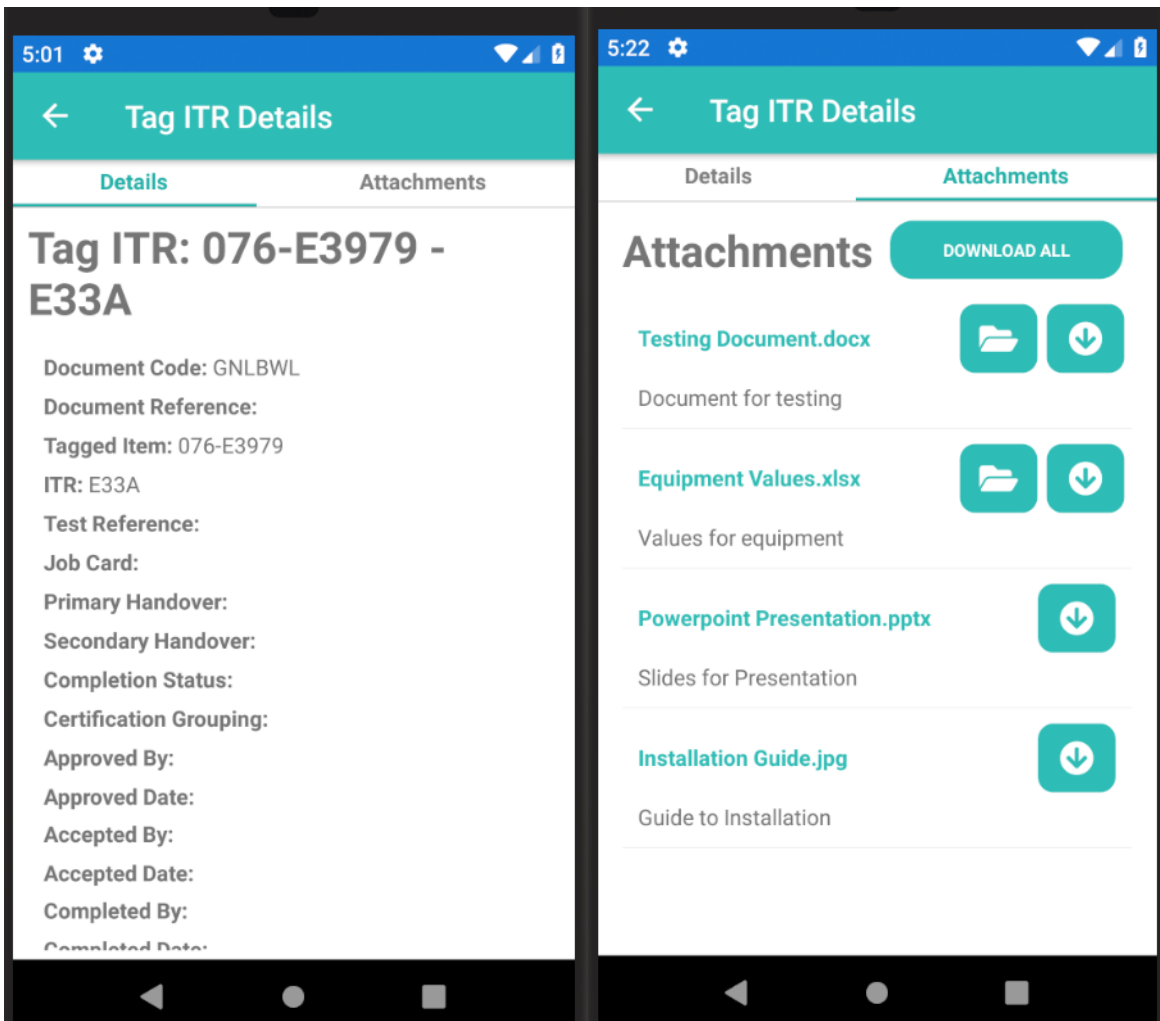 5:01
Tag ITR Details
Details Attachments
Tag ITR: 076-E3979 -
E33A
Document Code: GNLBWL
Document Reference:
Tagged Item: 076-E3979
ITR: E33A
Test Reference:
Job Card:
Primary Handover:
Secondary Handover:
Completion Status:
Certification Grouping:
Approved By:
Approved Date:
Accepted By:
Accepted Date:
Completed By:
Completed Date:
5:22
Tag ITR Details
Details Attachments
Attachments DOWNLOAD ALL
Testing Document.docx
Document for testing
Equipment Values.xlsx
Values for equipment
Powerpoint Presentation.pptx
Slides for Presentation
Installation Guide.jpg
Guide to Installation